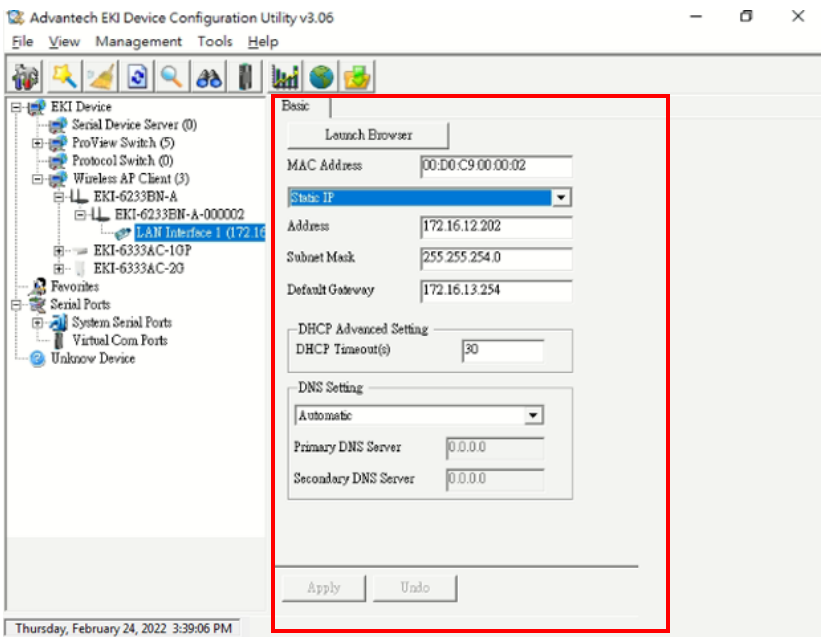 Advantech EKI Device Configuration Utility v3.06
File View Management Tools Help
EKI Device
Serial Device Server (0)
ProView Switch (5)
Protocol Switch (0)
Wireless AP Client (3)
EKI-6233BN-A
EKI-6233BN-A-000002
LAN Interface 1 (172.16
EKI-6333AC-1GP
EKI-6333AC-2G
Favorites
Serial Ports
System Serial Ports
Virtual Com Ports
Unknow Device
Basic
Launch Browser
MAC Address 00:D0:C9:00:00:02
Static IP
Address 172.16.12.202
Subnet Mask 255.255.254.0
Default Gateway 172.16.13.254
DHCP Advanced Setting
DHCP Timeout(s) 30
DNS Setting
Automatic
Primary DNS Server 0.0.0.0
Secondary DNS Server 0.0.0.0
Apply Undo
Thursday, February 24, 2022 3:39:06 PM